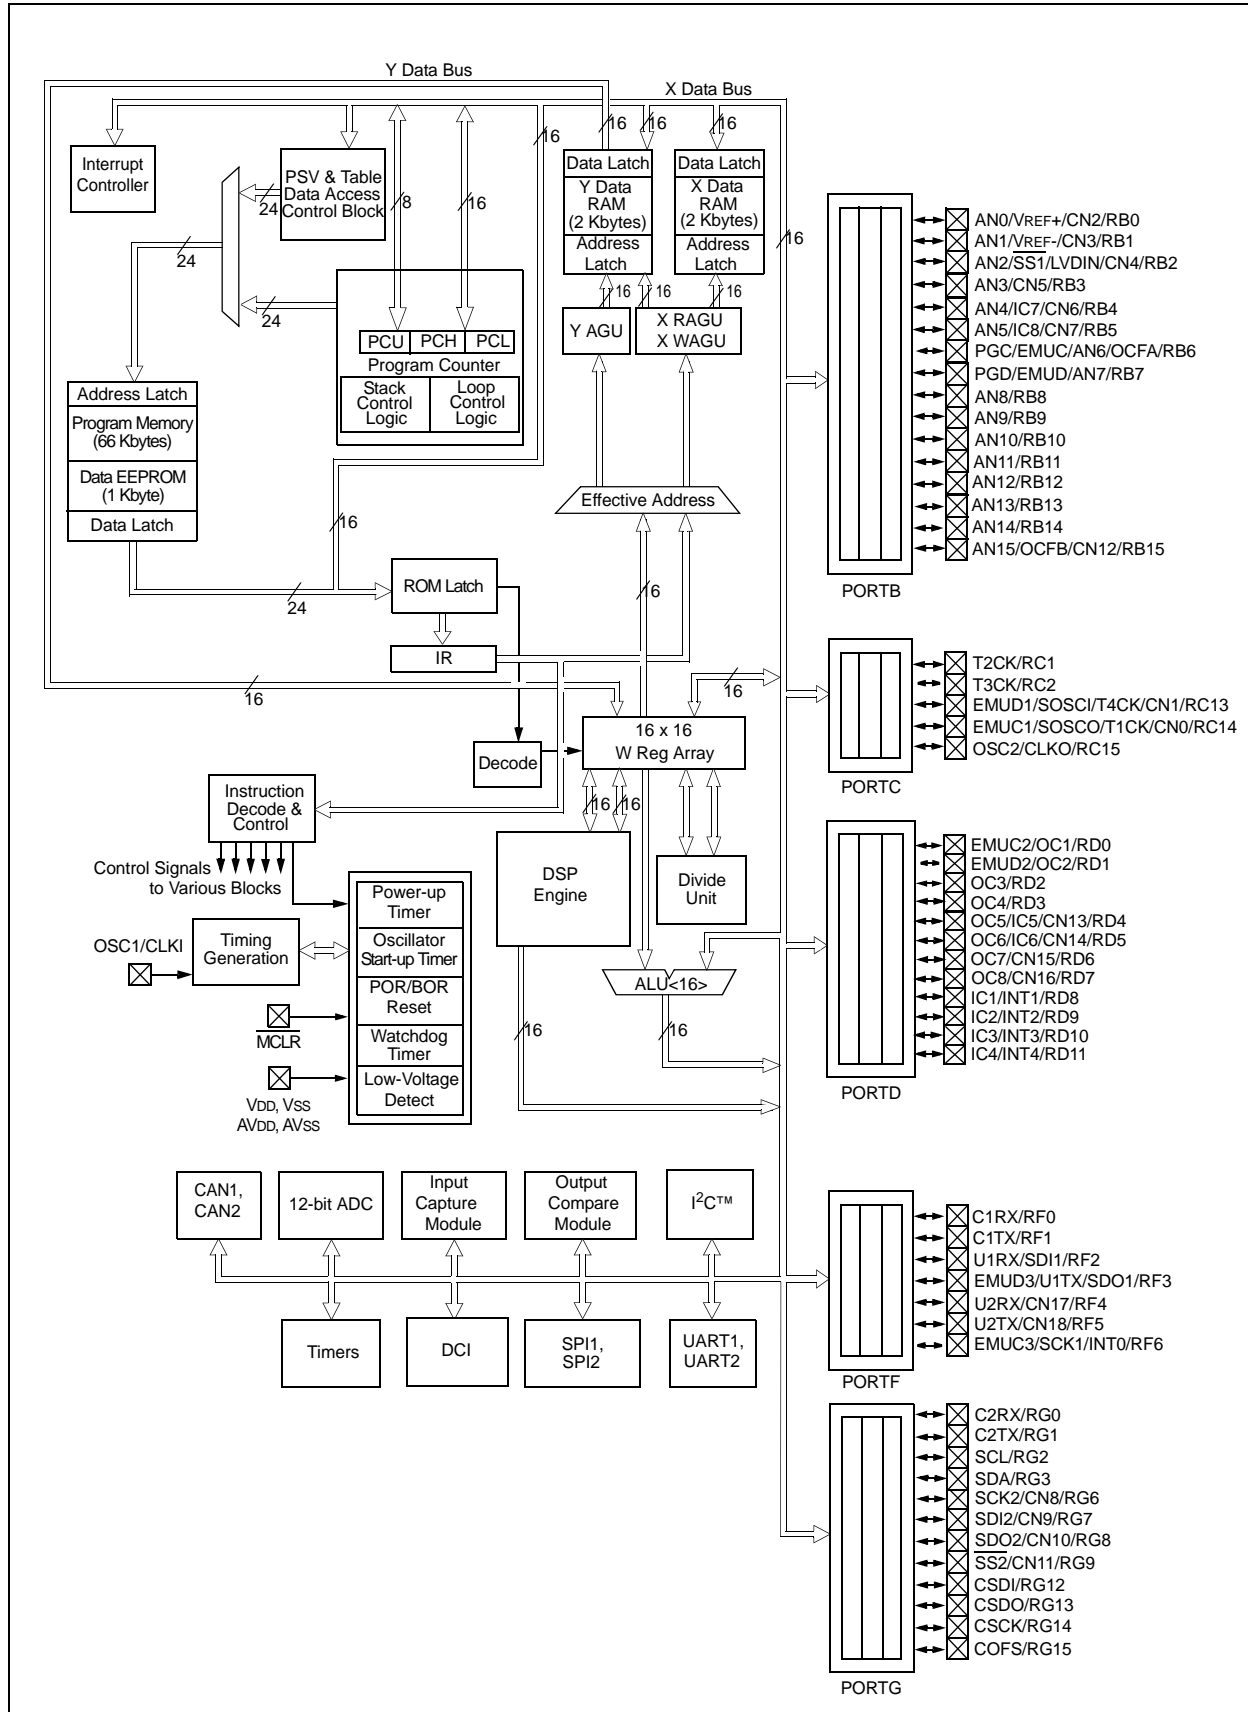 Y Data Bus
X Data Bus
Interrupt
Controller
PSV & Table
Data Access
Control Block
24
8
16
16
16
16
16
Data Latch
Y Data
RAM
(2 Kbytes)
Address
Latch
Data Latch
X Data
RAM
(2 Kbytes)
Address
Latch
16
24
24
16
16
16
Y AGU
X RAGU
X WAGU
PCU
PCH
PCL
Program Counter
Stack
Control
Logic
Loop
Control
Logic
Address Latch
Program Memory
(66 Kbytes)
Data EEPROM
(1 Kbyte)
Data Latch
Effective Address
16
24
ROM Latch
16
IR
16
16
16 x 16
W Reg Array
Decode
Instruction
Decode &
Control
16
16
Control Signals
to Various Blocks
DSP
Engine
Divide
Unit
Power-up
Timer
Oscillator
Start-up Timer
POR/BOR
Reset
Watchdog
Timer
Low-Voltage
Detect
OSC1/CLKI
Timing
Generation
MCLR
VDD, VSS
AVDD, AVSS
ALU<16>
16
16
CAN1,
CAN2
12-bit ADC
Input
Capture
Module
Output
Compare
Module
I²C™
Timers
DCI
SPI1,
SPI2
UART1,
UART2
AN0/VREF+/CN2/RB0
AN1/VREF-/CN3/RB1
AN2/SS1/LVDIN/CN4/RB2
AN3/CN5/RB3
AN4/IC7/CN6/RB4
AN5/IC8/CN7/RB5
PGC/EMUC/AN6/OCFA/RB6
PGD/EMUD/AN7/RB7
AN8/RB8
AN9/RB9
AN10/RB10
AN11/RB11
AN12/RB12
AN13/RB13
AN14/RB14
AN15/OCFB/CN12/RB15
PORTB
T2CK/RC1
T3CK/RC2
EMUD1/SOSCI/T4CK/CN1/RC13
EMUC1/SOSCO/T1CK/CN0/RC14
OSC2/CLKO/RC15
PORTC
EMUC2/OC1/RD0
EMUD2/OC2/RD1
OC3/RD2
OC4/RD3
OC5/IC5/CN13/RD4
OC6/IC6/CN14/RD5
OC7/CN15/RD6
OC8/CN16/RD7
IC1/INT1/RD8
IC2/INT2/RD9
IC3/INT3/RD10
IC4/INT4/RD11
PORTD
C1RX/RF0
C1TX/RF1
U1RX/SDI1/RF2
EMUD3/U1TX/SDO1/RF3
U2RX/CN17/RF4
U2TX/CN18/RF5
EMUC3/SCK1/INT0/RF6
PORTF
C2RX/RG0
C2TX/RG1
SCL/RG2
SDA/RG3
SCK2/CN8/RG6
SDI2/CN9/RG7
SDO2/CN10/RG8
SS2/CN11/RG9
CSDI/RG12
CSDO/RG13
CSCK/RG14
COFS/RG15
PORTG